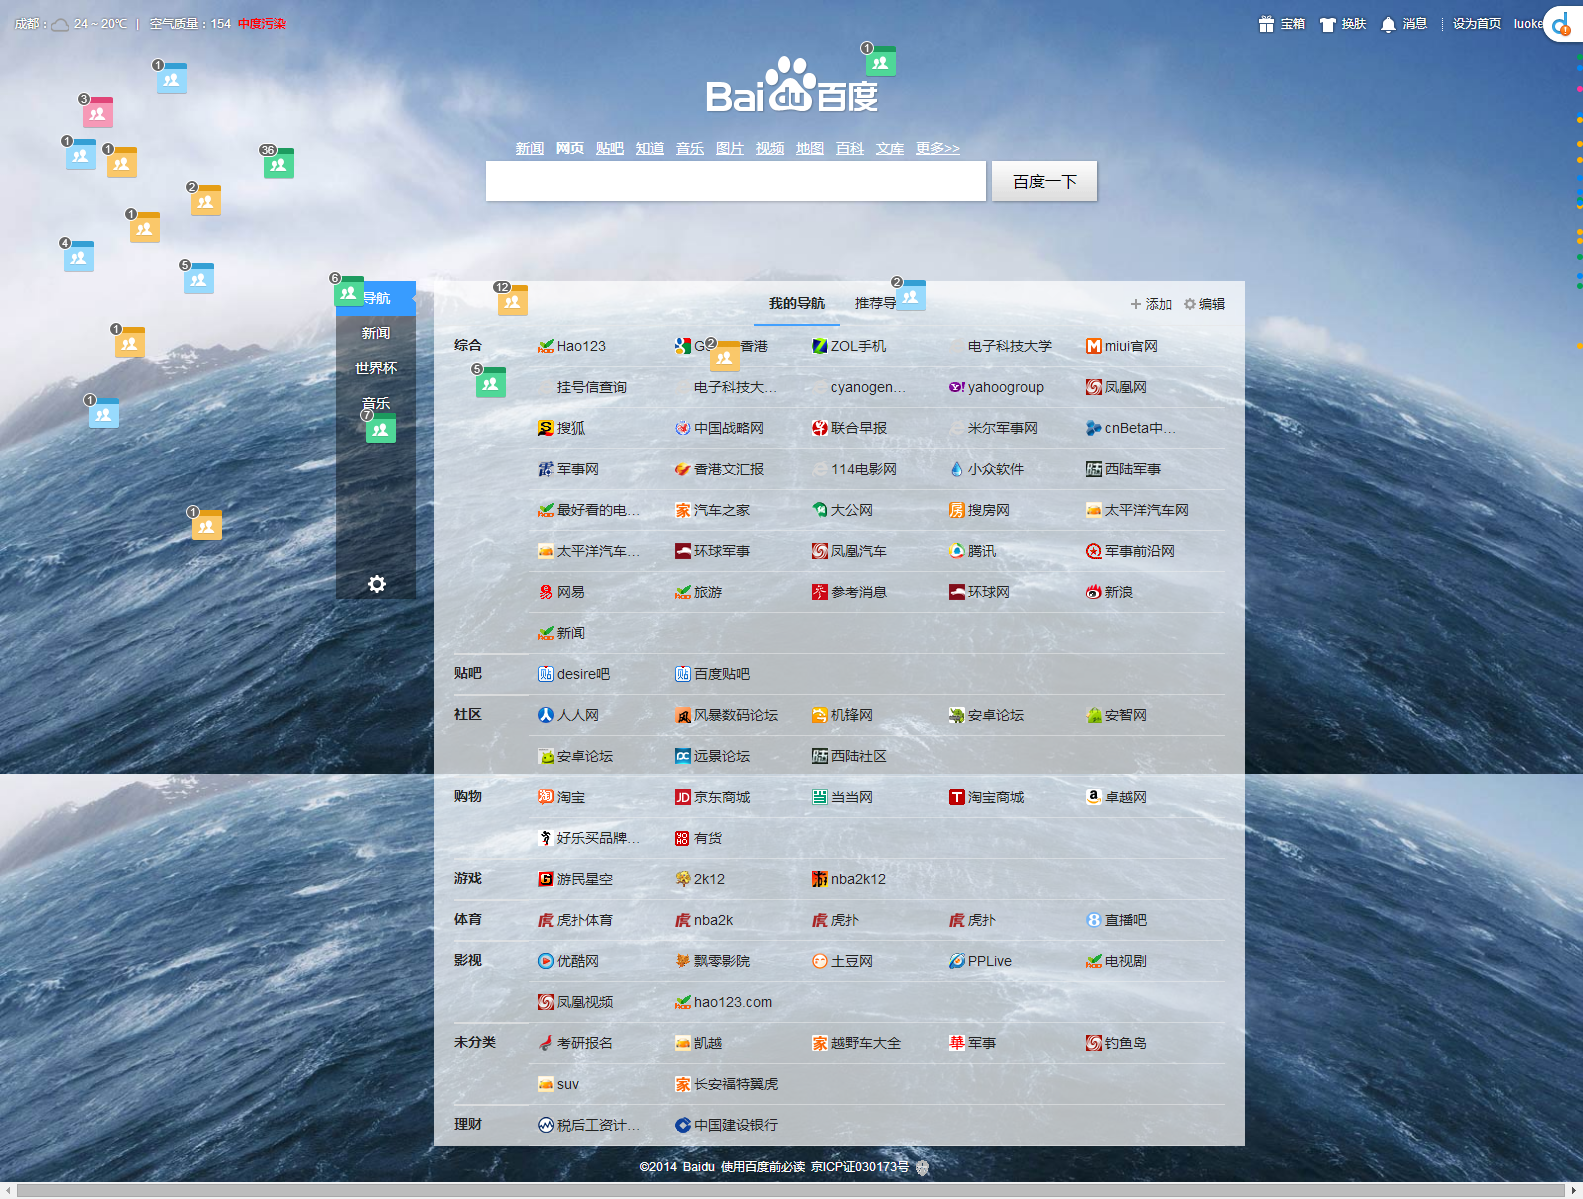 成都： 24 ~ 20℃ | 空气质量：154 中度污染
宝箱 换肤 消息 设为首页 luoke
Bai du 百度
新闻 网页 贴吧 知道 音乐 图片 视频 地图 百科 文库 更多>>
百度一下
1
1
3
1
1
36
2
1
4
5
1
1
1
6
7
12
2
2
5
导航
新闻
世界杯
音乐
我的导航 推荐导
添加 编辑
综合 Hao123 G 香港 ZOL手机 电子科技大学 miui官网
挂号信查询 电子科技大... cyanogen... yahoogroup 凤凰网
搜狐 中国战略网 联合早报 米尔军事网 cnBeta中...
军事网 香港文汇报 114电影网 小众软件 西陆军事
最好看的电... 汽车之家 大公网 搜房网 太平洋汽车网
太平洋汽车... 环球军事 凤凰汽车 腾讯 军事前沿网
网易 旅游 参考消息 环球网 新浪
新闻
贴吧 desire吧 百度贴吧
社区 人人网 风暴数码论坛 机锋网 安卓论坛 安智网
安卓论坛 远景论坛 西陆社区
购物 淘宝 京东商城 当当网 淘宝商城 卓越网
好乐买品牌... 有货
游戏 游民星空 2k12 nba2k12
体育 虎扑体育 nba2k 虎扑 虎扑 直播吧
影视 优酷网 飘零影院 土豆网 PPLive 电视剧
凤凰视频 hao123.com
未分类 考研报名 凯越 越野车大全 军事 钓鱼岛
suv 长安福特翼虎
理财 税后工资计... 中国建设银行
©2014 Baidu 使用百度前必读 京ICP证030173号